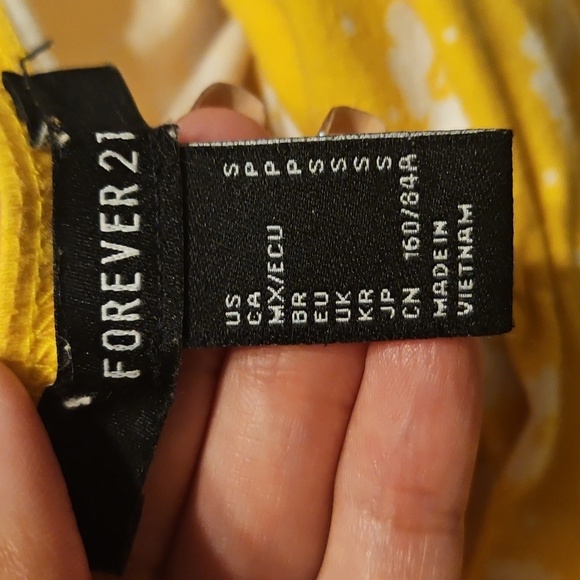 FOREVER 21
US S
CA P
MX/ECU P
BR P
EU S
UK S
KR S
JP S
CN 160/84A
MADE IN
VIETNAM